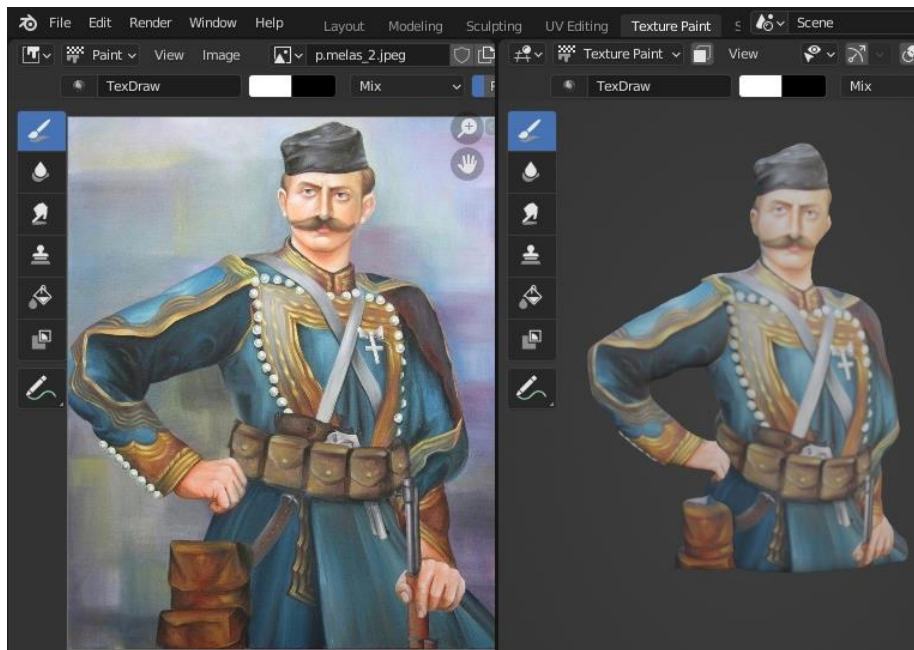 File Edit Render Window Help Layout Modeling Sculpting UV Editing Texture Paint Scene
Paint View Image p.melas_2.jpeg Texture Paint View
TexDraw Mix TexDraw Mix